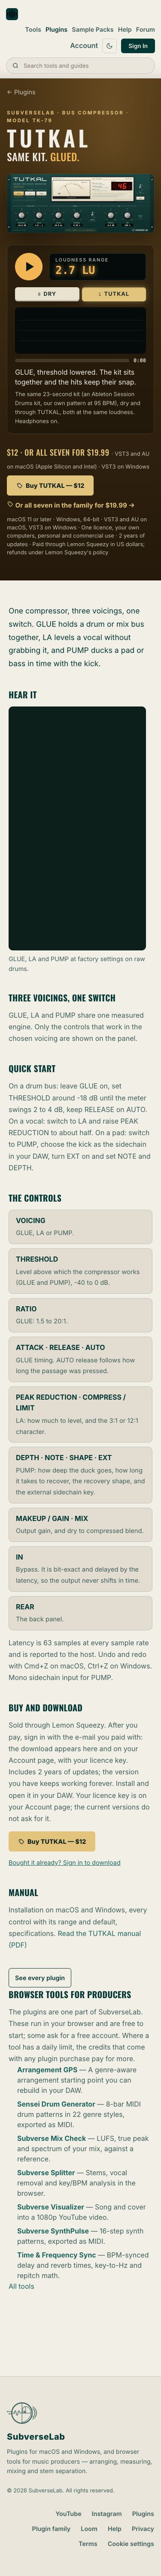 Tools Plugins Sample Packs Help Forum
Account Sign In
Search tools and guides
← Plugins
SUBVERSELAB · BUS COMPRESSOR ·
MODEL TK-78
TUTKAL
SAME KIT. GLUED.
TUTKAL
LOUDNESS RANGE
2.7 LU
0 DRY
1 TUTKAL
0:00
GLUE, threshold lowered. The kit sits
together and the hits keep their snap.
The same 23-second kit (an Ableton Session
Drums kit, our own pattern at 95 BPM), dry and
through TUTKAL, both at the same loudness.
Headphones on.
$12 · OR ALL SEVEN FOR $19.99 · VST3 and AU
on macOS (Apple Silicon and Intel) · VST3 on Windows
Buy TUTKAL — $12
Or all seven in the family for $19.99 →
macOS 11 or later · Windows, 64-bit · VST3 and AU on
macOS, VST3 on Windows · One licence, your own
computers, personal and commercial use · 2 years of
updates · Paid through Lemon Squeezy in US dollars;
refunds under Lemon Squeezy's policy
One compressor, three voicings, one
switch. GLUE holds a drum or mix bus
together, LA levels a vocal without
grabbing it, and PUMP ducks a pad or
bass in time with the kick.
HEAR IT
GLUE, LA and PUMP at factory settings on raw
drums.
THREE VOICINGS, ONE SWITCH
GLUE, LA and PUMP share one measured
engine. Only the controls that work in the
chosen voicing are shown on the panel.
QUICK START
On a drum bus: leave GLUE on, set
THRESHOLD around -18 dB until the meter
swings 2 to 4 dB, keep RELEASE on AUTO.
On a vocal: switch to LA and raise PEAK
REDUCTION to about half. On a pad: switch
to PUMP, choose the kick as the sidechain
in your DAW, turn EXT on and set NOTE and
DEPTH.
THE CONTROLS
VOICING
GLUE, LA or PUMP.
THRESHOLD
Level above which the compressor works
(GLUE and PUMP), -40 to 0 dB.
RATIO
GLUE: 1.5 to 20:1.
ATTACK · RELEASE · AUTO
GLUE timing. AUTO release follows how
long the passage was pressed.
PEAK REDUCTION · COMPRESS /
LIMIT
LA: how much to level, and the 3:1 or 12:1
character.
DEPTH · NOTE · SHAPE · EXT
PUMP: how deep the duck goes, how long
it takes to recover, the recovery shape, and
the external sidechain key.
MAKEUP / GAIN · MIX
Output gain, and dry to compressed blend.
IN
Bypass. It is bit-exact and delayed by the
latency, so the output never shifts in time.
REAR
The back panel.
Latency is 63 samples at every sample rate
and is reported to the host. Undo and redo
with Cmd+Z on macOS, Ctrl+Z on Windows.
Mono sidechain input for PUMP.
BUY AND DOWNLOAD
Sold through Lemon Squeezy. After you
pay, sign in with the e-mail you paid with:
the download appears here and on your
Account page, with your licence key.
Includes 2 years of updates; the version
you have keeps working forever. Install and
open it in your DAW. Your licence key is on
your Account page; the current versions do
not ask for it.
Buy TUTKAL — $12
Bought it already? Sign in to download
MANUAL
Installation on macOS and Windows, every
control with its range and default,
specifications. Read the TUTKAL manual
(PDF)
See every plugin
BROWSER TOOLS FOR PRODUCERS
The plugins are one part of SubverseLab.
These run in your browser and are free to
start; some ask for a free account. Where a
tool has a daily limit, the credits that come
with any plugin purchase pay for more.
Arrangement GPS — A genre-aware
arrangement starting point you can
rebuild in your DAW.
Sensei Drum Generator — 8-bar MIDI
drum patterns in 22 genre styles,
exported as MIDI.
Subverse Mix Check — LUFS, true peak
and spectrum of your mix, against a
reference.
Subverse Splitter — Stems, vocal
removal and key/BPM analysis in the
browser.
Subverse Visualizer — Song and cover
into a 1080p YouTube video.
Subverse SynthPulse — 16-step synth
patterns, exported as MIDI.
Time & Frequency Sync — BPM-synced
delay and reverb times, key-to-Hz and
repitch math.
All tools
SubverseLab
Plugins for macOS and Windows, and browser
tools for music producers — arranging, measuring,
mixing and stem separation.
© 2026 SubverseLab. All rights reserved.
YouTube Instagram Plugins
Plugin family Loom Help Privacy
Terms Cookie settings